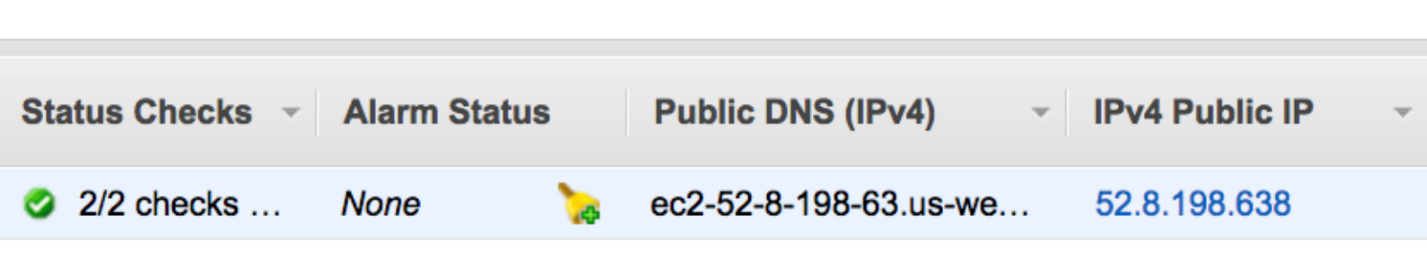 Status Checks Alarm Status Public DNS (IPv4) IPv4 Public IP
2/2 checks ... None ec2-52-8-198-63.us-we... 52.8.198.638